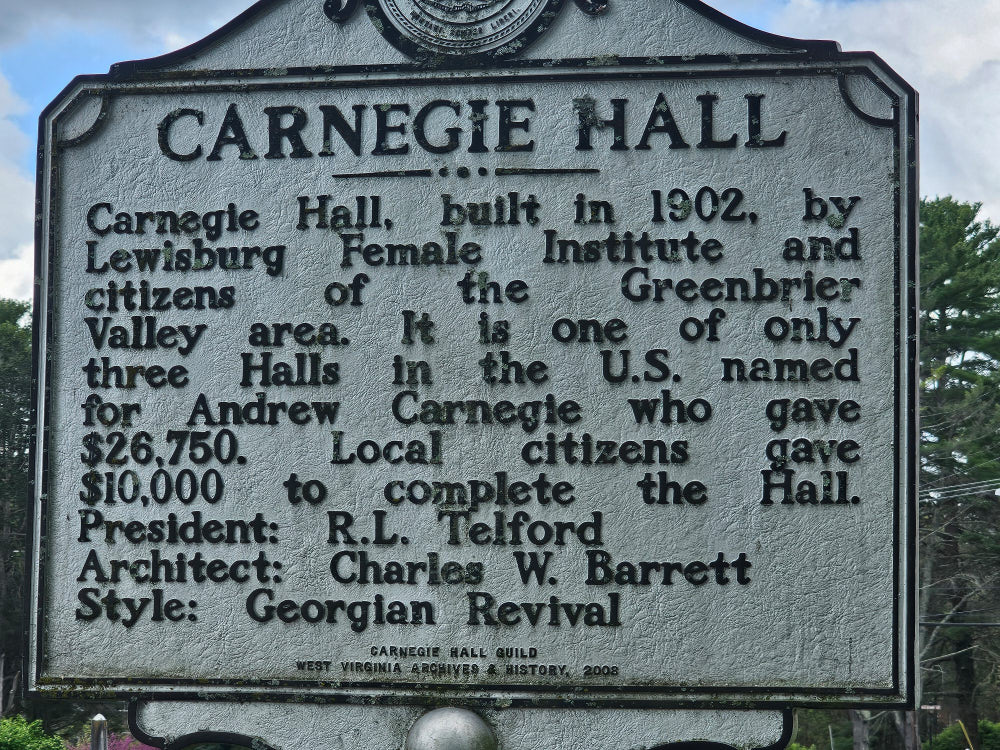 CARNEGIE HALL
Carnegie Hall, built in 1902, by
Lewisburg Female Institute and
citizens of the Greenbrier
Valley area. It is one of only
three Halls in the U.S. named
for Andrew Carnegie who gave
$26,750. Local citizens gave
$10,000 to complete the Hall.
President: R.L. Telford
Architect: Charles W. Barrett
Style: Georgian Revival
CARNEGIE HALL GUILD
WEST VIRGINIA ARCHIVES & HISTORY, 2008